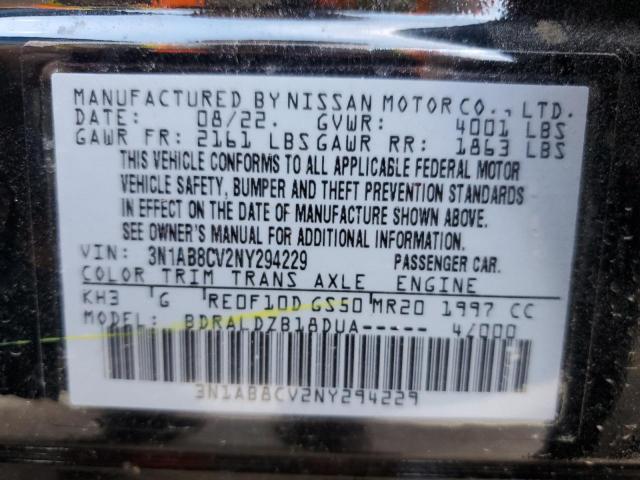 MANUFACTURED BY NISSAN MOTOR CO., LTD.
DATE: 08/22. GVWR: 4001 LBS
GAWR FR: 2161 LBS GAWR RR: 1863 LBS
THIS VEHICLE CONFORMS TO ALL APPLICABLE FEDERAL MOTOR
VEHICLE SAFETY, BUMPER AND THEFT PREVENTION STANDARDS
IN EFFECT ON THE DATE OF MANUFACTURE SHOWN ABOVE.
SEE OWNER'S MANUAL FOR ADDITIONAL INFORMATION.
VIN: 3N1AB8CV2NY294229 PASSENGER CAR.
COLOR TRIM TRANS AXLE ENGINE
KH3 G RE0F10D GS50 MR20 1997 CC
MODEL: BDRALDZB18DUA----- 4/000
3N1AB8CV2NY294229